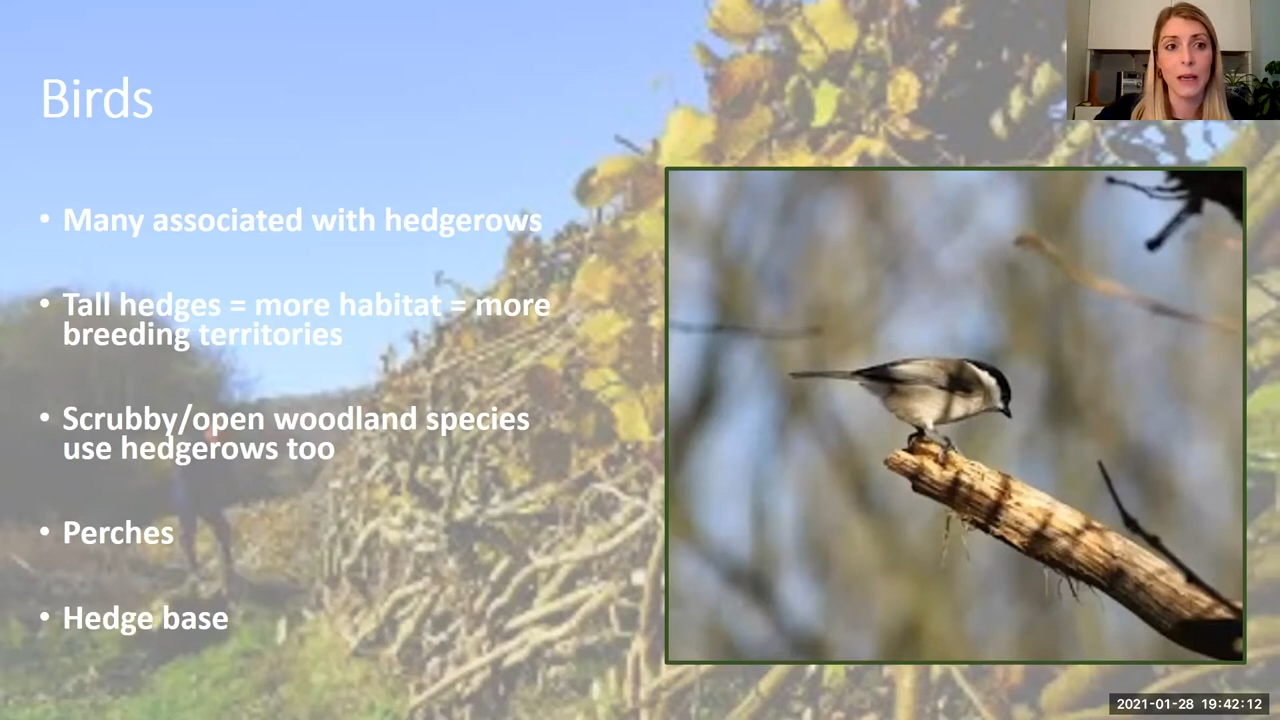 Birds
• Many associated with hedgerows
• Tall hedges = more habitat = more
breeding territories
• Scrubby/open woodland species
use hedgerows too
• Perches
• Hedge base
2021-01-28 19:42:12